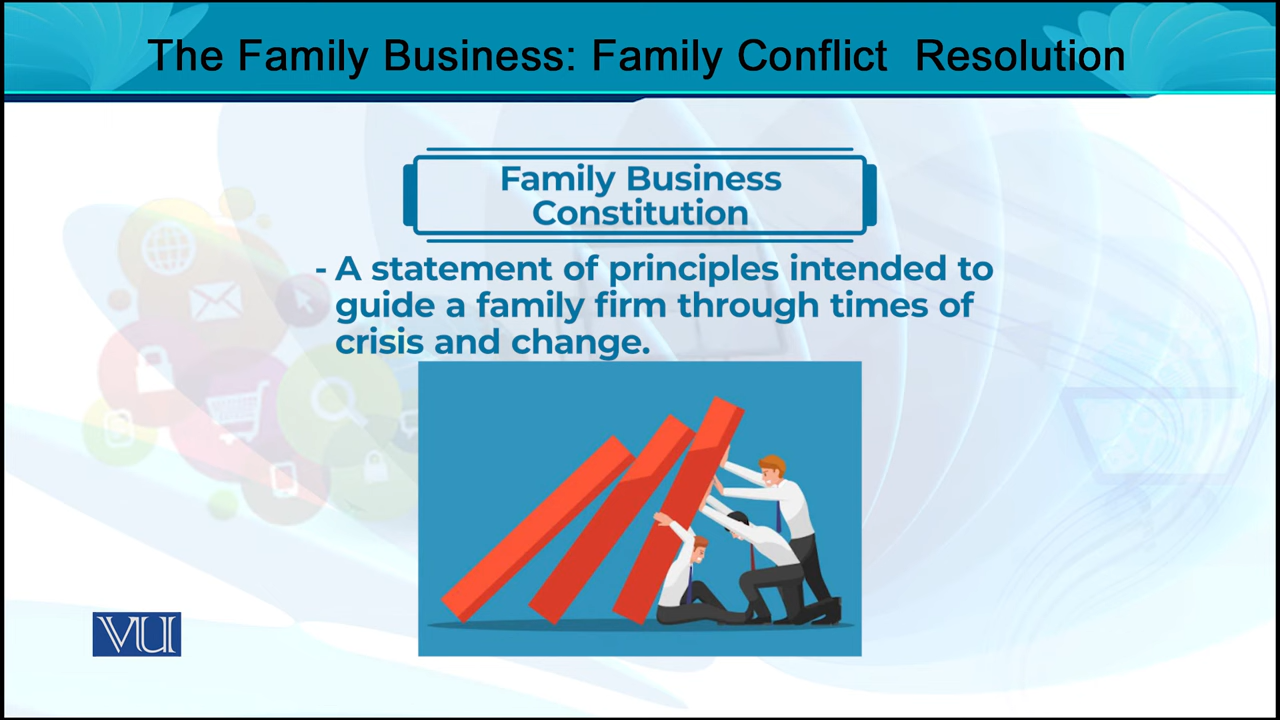 The Family Business: Family Conflict Resolution
Family Business
Constitution
- A statement of principles intended to
guide a family firm through times of
crisis and change.
VU